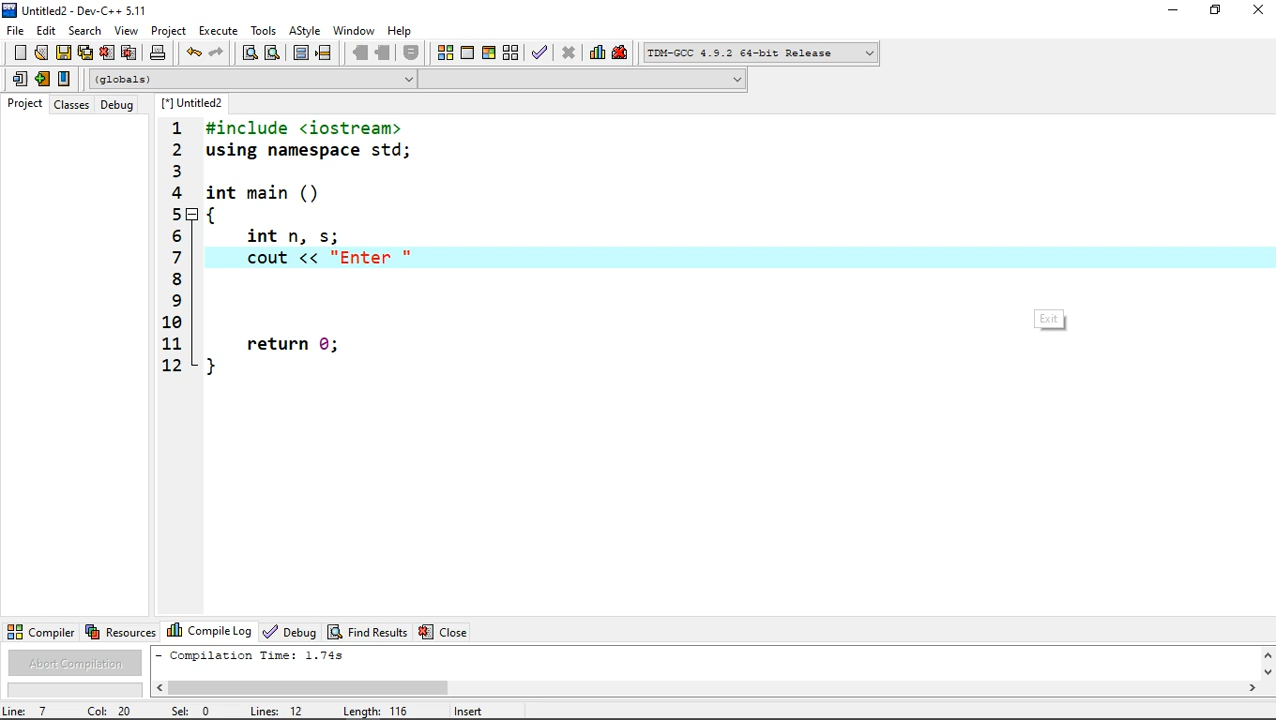 Untitled2 - Dev-C++ 5.11
File Edit Search View Project Execute Tools AStyle Window Help
TDM-GCC 4.9.2 64-bit Release
(globals)
Project Classes Debug [*] Untitled2
1 #include <iostream>
2 using namespace std;
3
4 int main ()
5 {
6 int n, s;
7 cout << "Enter "
8
9
10
11 return 0;
12 }
Exit
Compiler Resources Compile Log Debug Find Results Close
Abort Compilation - Compilation Time: 1.74s
Line: 7 Col: 20 Sel: 0 Lines: 12 Length: 116 Insert